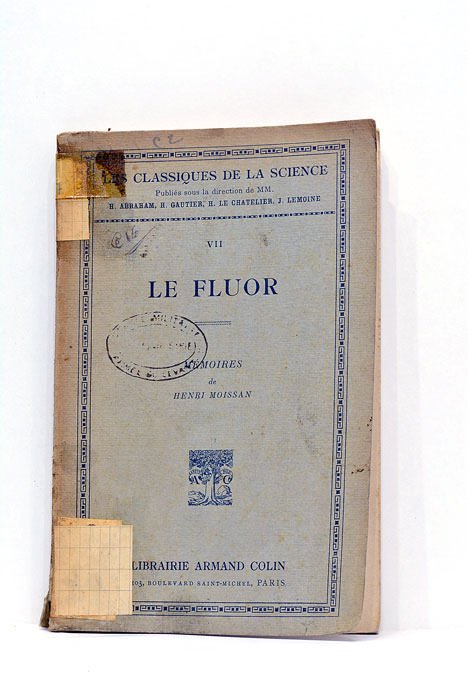 LES CLASSIQUES DE LA SCIENCE
Publiés sous la direction de MM.
H. ABRAHAM, H. GAUTIER, H. LE CHATELIER, J. LEMOINE
VII
LE FLUOR
MÉMOIRES
de
HENRI MOISSAN
A C
LIBRAIRIE ARMAND COLIN
103, BOULEVARD SAINT-MICHEL, PARIS